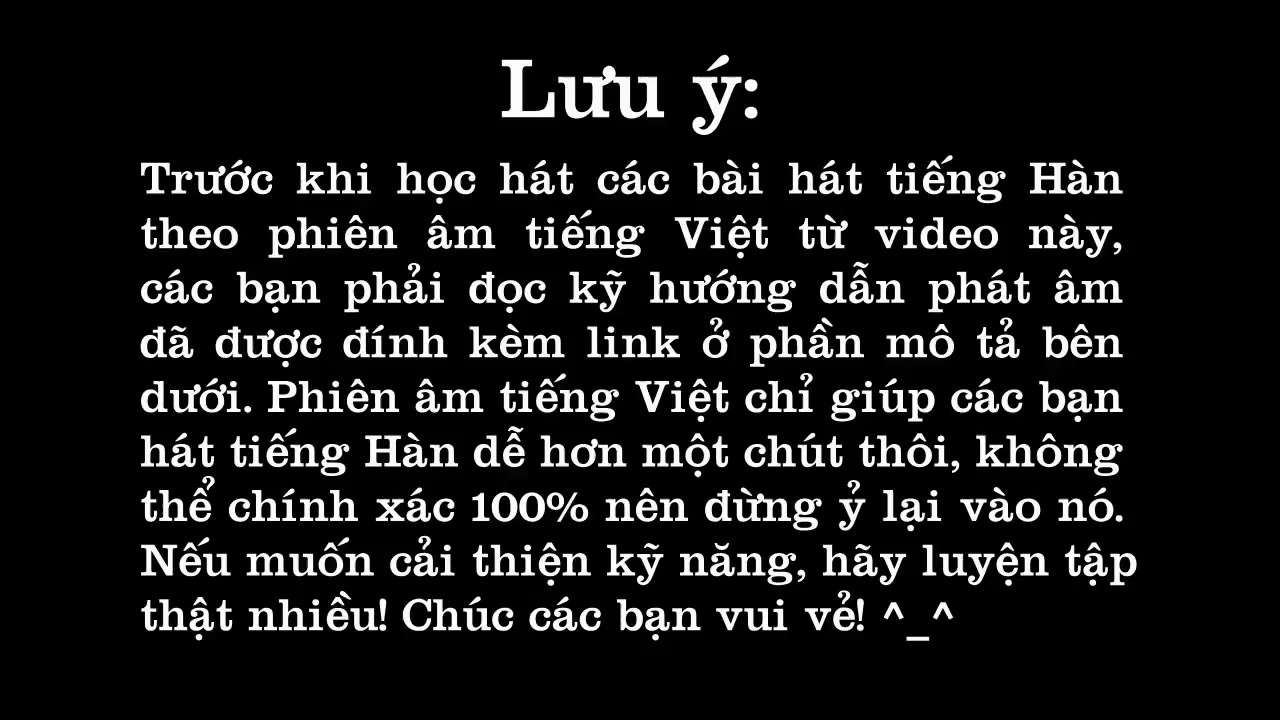 Lưu ý:
Trước khi học hát các bài hát tiếng Hàn
theo phiên âm tiếng Việt từ video này,
các bạn phải đọc kỹ hướng dẫn phát âm
đã được đính kèm link ở phần mô tả bên
dưới. Phiên âm tiếng Việt chỉ giúp các bạn
hát tiếng Hàn dễ hơn một chút thôi, không
thể chính xác 100% nên đừng ỷ lại vào nó.
Nếu muốn cải thiện kỹ năng, hãy luyện tập
thật nhiều! Chúc các bạn vui vẻ! ^_^